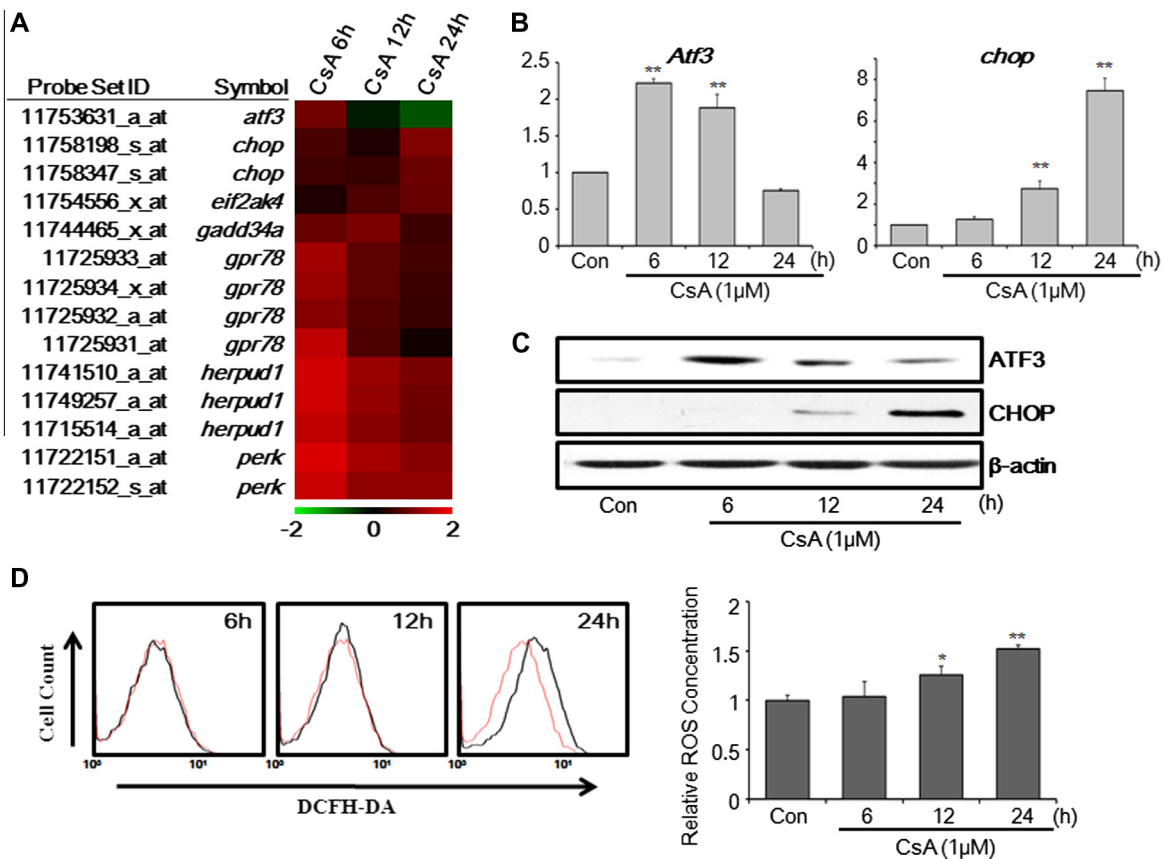 A
CsA 6h
CsA 12h
CsA 24h
Probe Set ID Symbol
11753631_a_at atf3
11758198_s_at chop
11758347_s_at chop
11754556_x_at eif2ak4
11744465_x_at gadd34a
11725933_at gpr78
11725934_x_at gpr78
11725932_a_at gpr78
11725931_at gpr78
11741510_a_at herpud1
11749257_a_at herpud1
11715514_a_at herpud1
11722151_a_at perk
11722152_s_at perk
-2 0 2
B
Atf3
2.5
2
1.5
1
0.5
0
** **
Con 6 12 24 (h)
CsA (1µM)
chop
8
6
4
2
0
** **
Con 6 12 24 (h)
CsA (1µM)
C
ATF3
CHOP
β-actin
Con 6 12 24 (h)
CsA (1µM)
D
Cell Count
6h
12h
24h
10⁰ 10¹ 10⁰ 10¹ 10⁰ 10¹
DCFH-DA
Relative ROS Concentration
2
1.5
1
0.5
0
* **
Con 6 12 24 (h)
CsA (1µM)